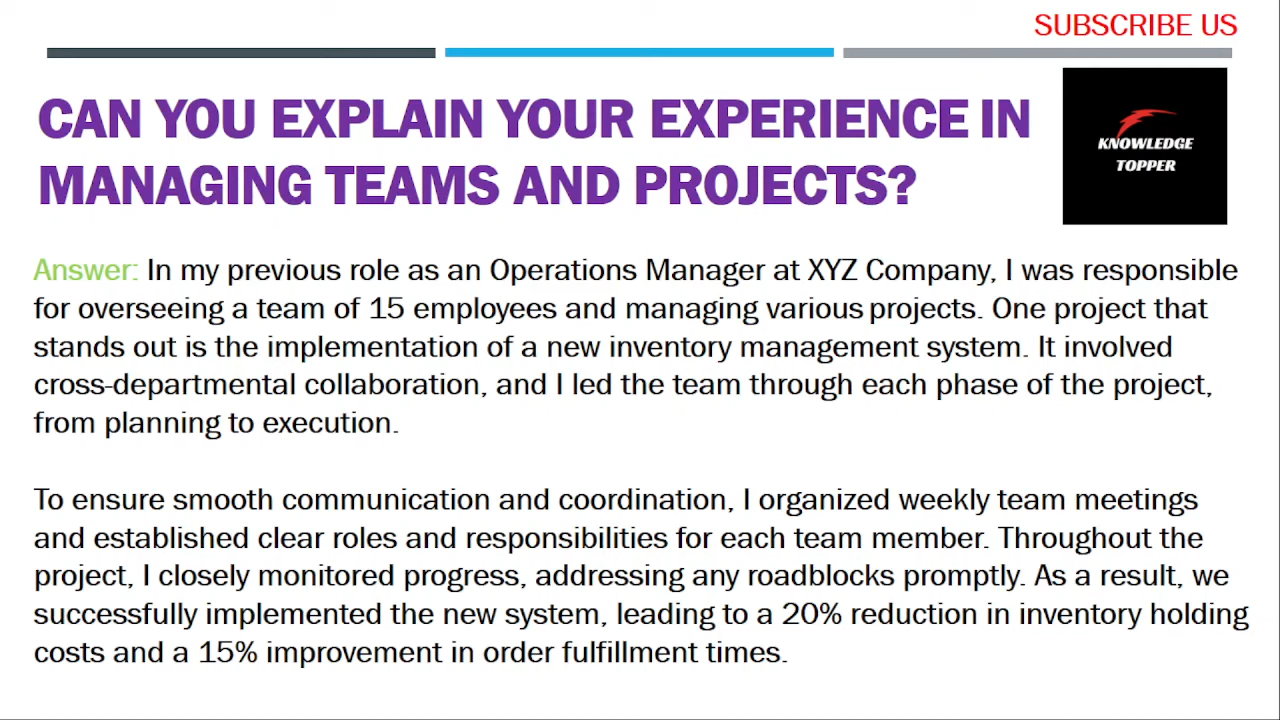 SUBSCRIBE US
CAN YOU EXPLAIN YOUR EXPERIENCE IN
MANAGING TEAMS AND PROJECTS?
KNOWLEDGE
TOPPER
Answer: In my previous role as an Operations Manager at XYZ Company, I was responsible
for overseeing a team of 15 employees and managing various projects. One project that
stands out is the implementation of a new inventory management system. It involved
cross-departmental collaboration, and I led the team through each phase of the project,
from planning to execution.
To ensure smooth communication and coordination, I organized weekly team meetings
and established clear roles and responsibilities for each team member. Throughout the
project, I closely monitored progress, addressing any roadblocks promptly. As a result, we
successfully implemented the new system, leading to a 20% reduction in inventory holding
costs and a 15% improvement in order fulfillment times.